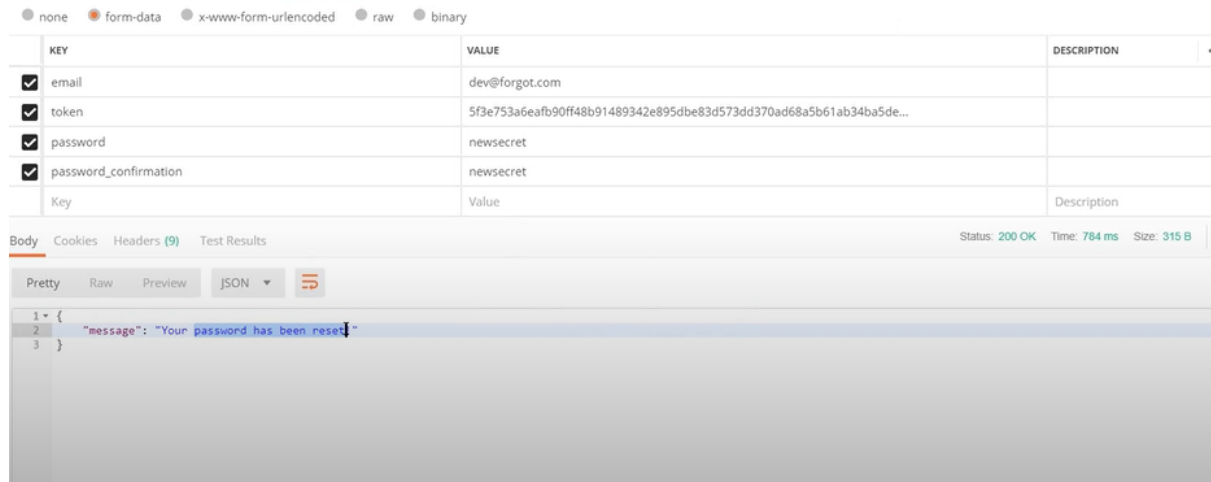 none form-data x-www-form-urlencoded raw binary
KEY VALUE DESCRIPTION
email dev@forgot.com
token 5f3e753a6eafb90ff48b91489342e895dbe83d573dd370ad68a5b61ab34ba5de...
password newsecret
password_confirmation newsecret
Key Value Description
Body Cookies Headers (9) Test Results Status: 200 OK Time: 784 ms Size: 315 B
Pretty Raw Preview JSON
1 {
2 "message": "Your password has been reset!"
3 }